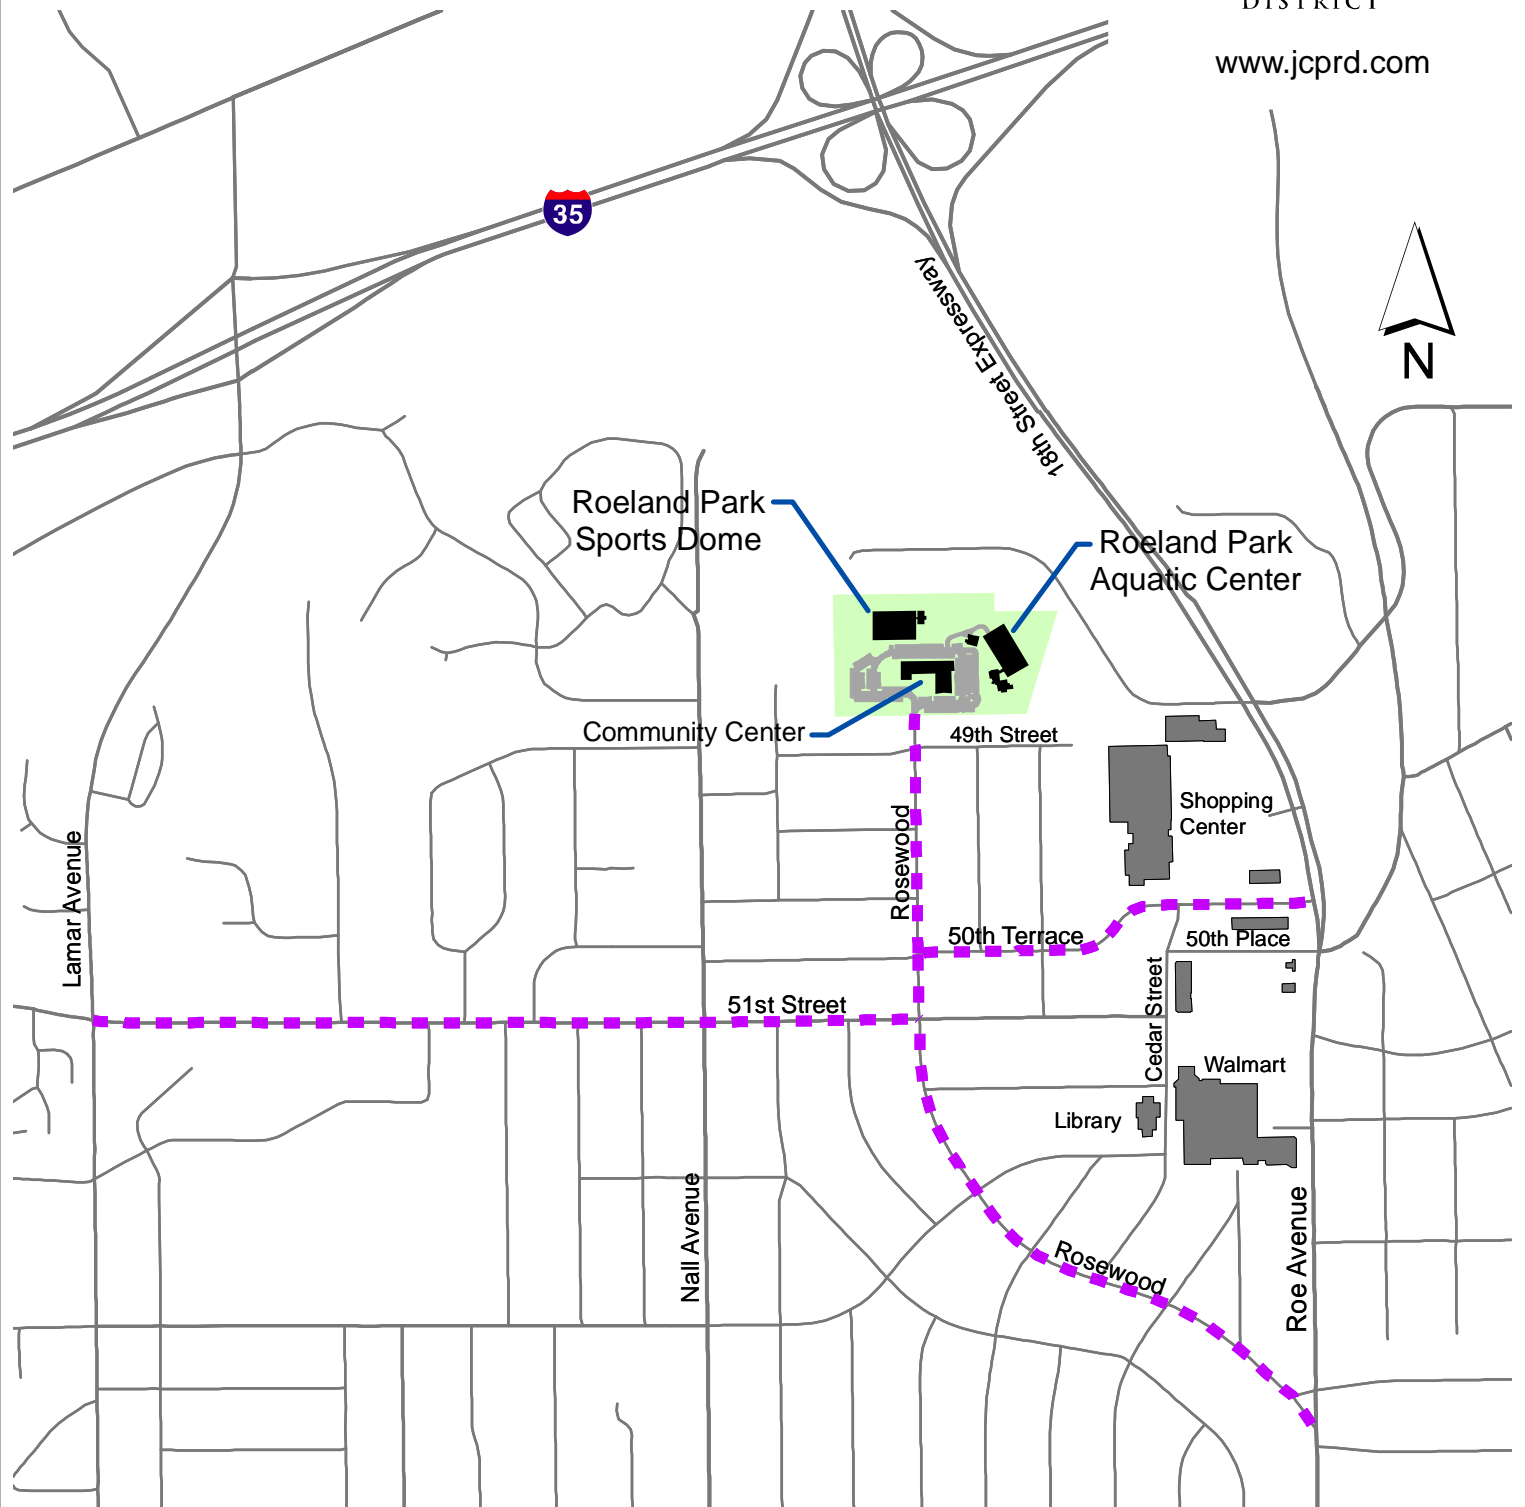 DISTRICT
www.jcprd.com
35
18th Street Expressway
N
Roeland Park
Sports Dome
Roeland Park
Aquatic Center
Community Center
49th Street
Shopping
Center
Rosewood
Lamar Avenue
50th Terrace
50th Place
51st Street
Cedar Street
Walmart
Library
Nall Avenue
Roe Avenue
Rosewood